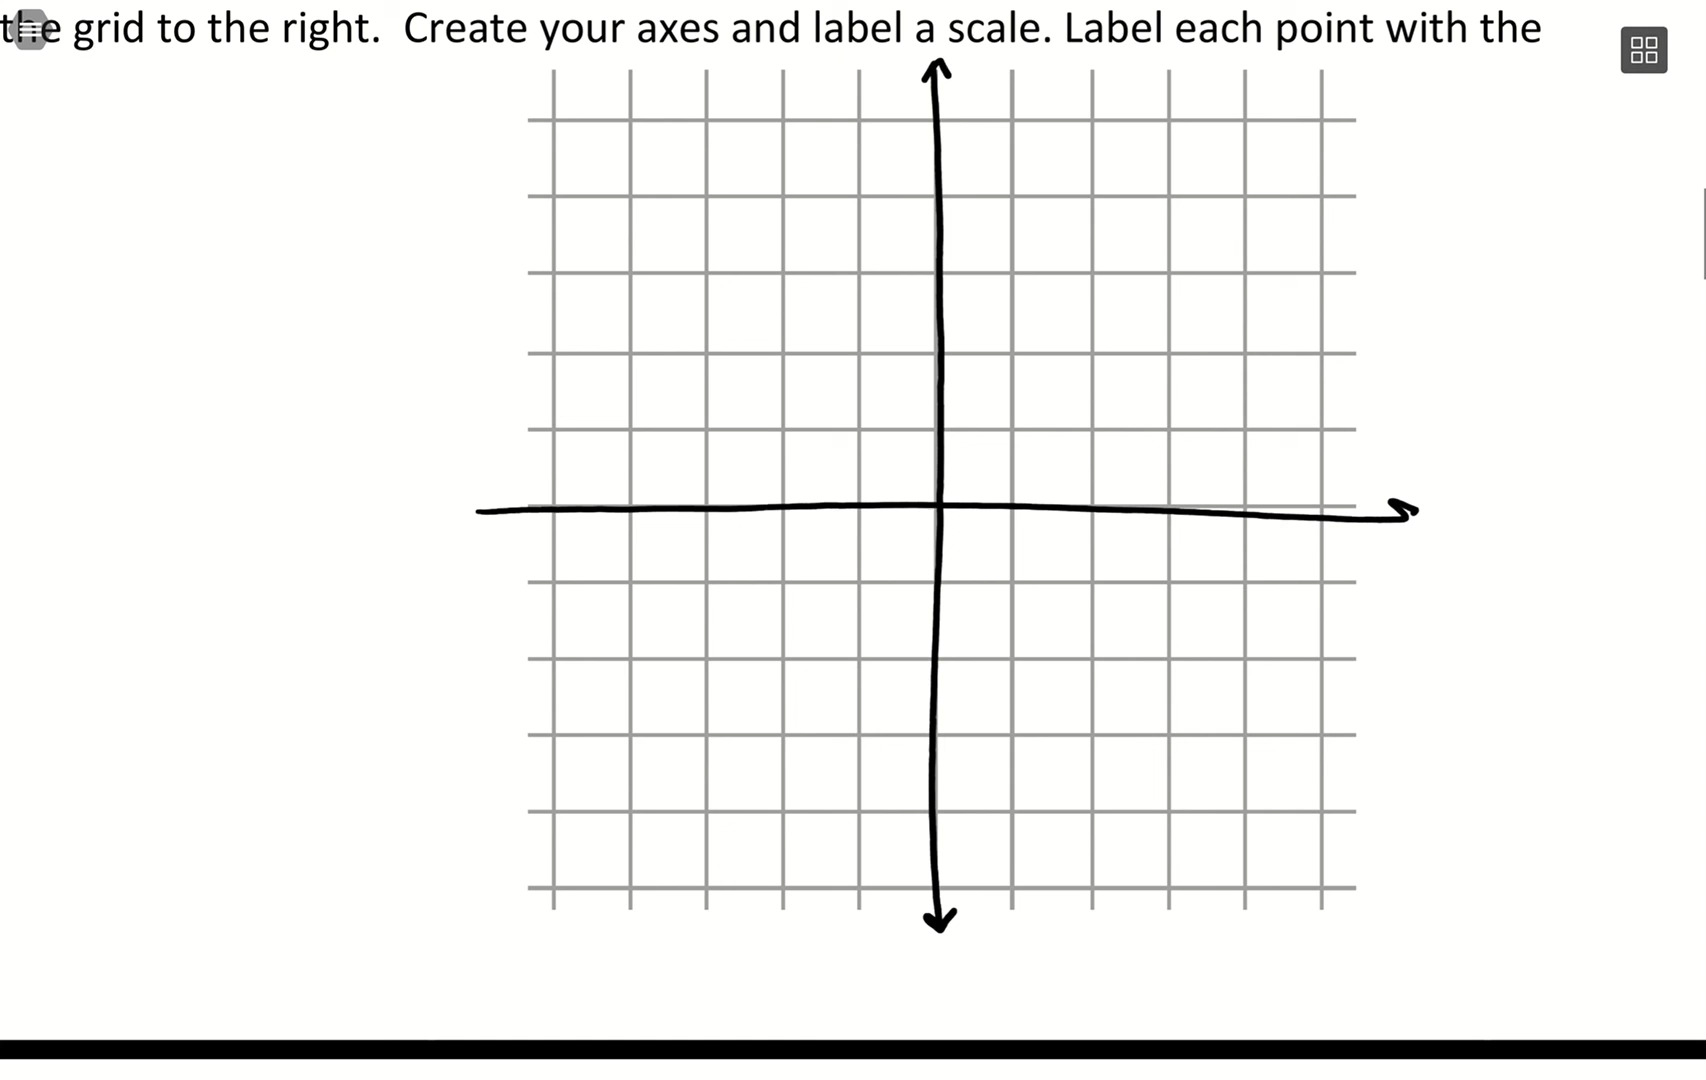 the grid to the right. Create your axes and label a scale. Label each point with the